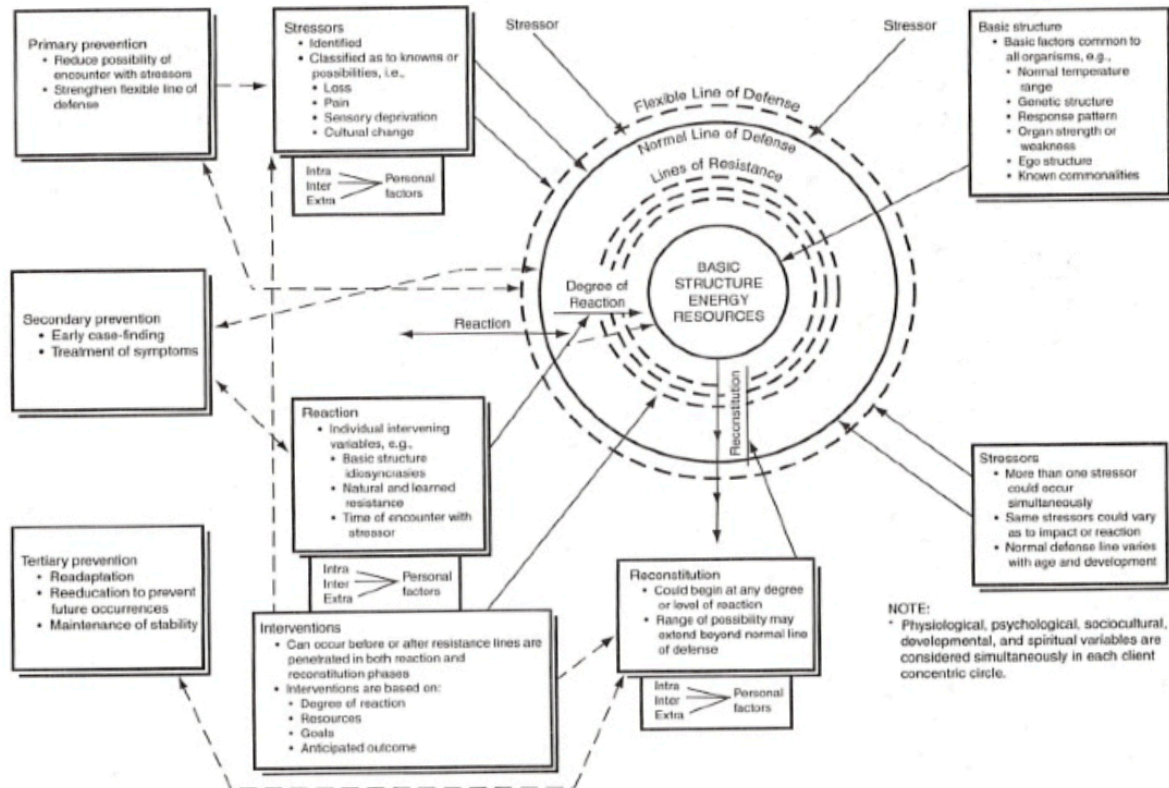 Primary prevention
• Reduce possibility of
encounter with stressors
• Strengthen flexible line of
defense
Stressors
• Identified
• Classified as to knowns or
possibilities, i.e.,
• Loss
• Pain
• Sensory deprivation
• Cultural change
Intra
Inter
Extra
Personal
factors
Stressor
Stressor
Basic structure
• Basic factors common to
all organisms, e.g.,
• Normal temperature
range
• Genetic structure
• Response pattern
• Organ strength or
weakness
• Ego structure
• Known commonalities
Flexible Line of Defense
Normal Line of Defense
Lines of Resistance
BASIC
STRUCTURE
ENERGY
RESOURCES
Degree of
Reaction
Reaction
Reconstitution
Secondary prevention
• Early case-finding
• Treatment of symptoms
Reaction
• Individual intervening
variables, e.g.,
• Basic structure
idiosyncrasies
• Natural and learned
resistance
• Time of encounter with
stressor
Intra
Inter
Extra
Personal
factors
Stressors
• More than one stressor
could occur
simultaneously
• Same stressors could vary
as to impact or reaction
• Normal defense line varies
with age and development
Tertiary prevention
• Readaptation
• Reeducation to prevent
future occurrences
• Maintenance of stability
Interventions
• Can occur before or after resistance lines are
penetrated in both reaction and
reconstitution phases
• Interventions are based on:
• Degree of reaction
• Resources
• Goals
• Anticipated outcome
Reconstitution
• Could begin at any degree
or level of reaction
• Range of possibility may
extend beyond normal line
of defense
Intra
Inter
Extra
Personal
factors
NOTE:
* Physiological, psychological, sociocultural,
developmental, and spiritual variables are
considered simultaneously in each client
concentric circle.